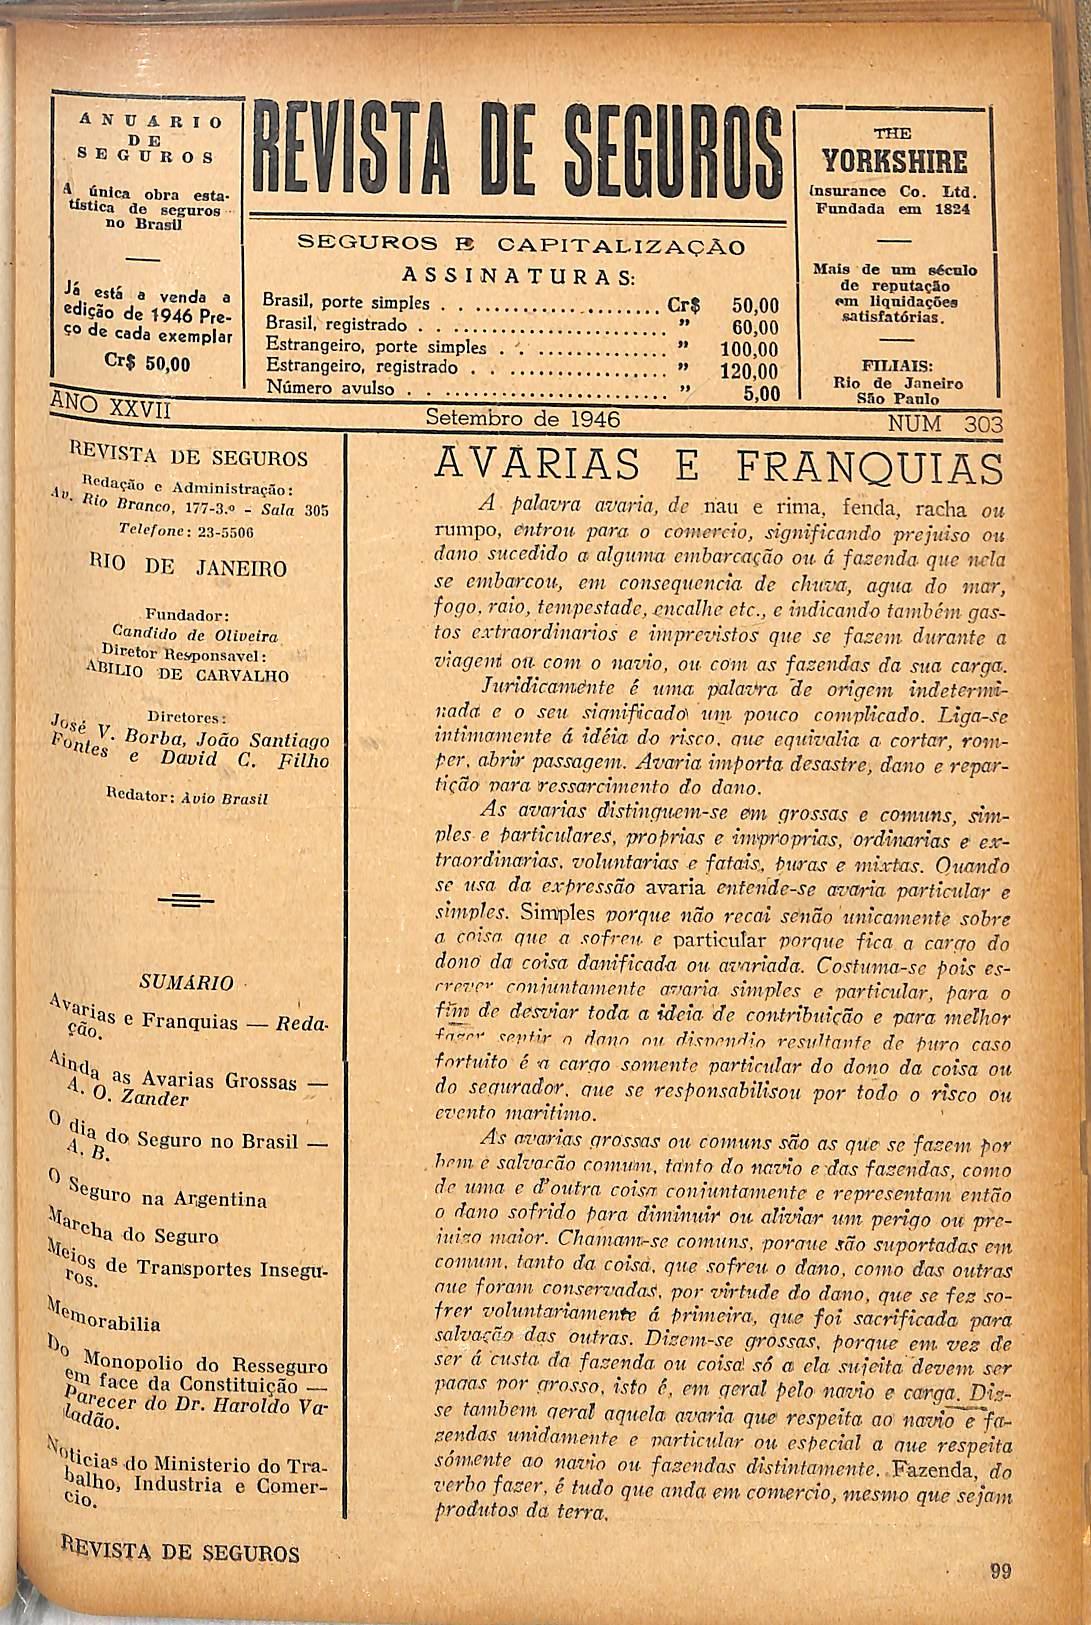 ANUÁRIO
DE
SEGUROS
A única obra esta-
tística de seguros
no Brasil
Já está a venda a
edição de 1946 Pre-
ço de cada exemplar
Cr$ 50,00
REVISTA DE SEGUROS
SEGUROS E CAPITALIZAÇÃO
ASSINATURAS:
Brasil, porte simples . . . . . . . . . . . . . . . . . . . Cr$ 50,00
Brasil, registrado . . . . . . . . . . . . . . . . . . . . . . ” 60,00
Estrangeiro, porte simples . . . . . . . . . . . . . . . ” 100,00
Estrangeiro, registrado . . . . . . . . . . . . . . . . . . ” 120,00
Número avulso . . . . . . . . . . . . . . . . . . . . . . . . ” 5,00
THE
YORKSHIRE
Insurance Co. Ltd.
Fundada em 1824
Mais de um século
de reputação
em liquidações
satisfatórias.
FILIAIS:
Rio de Janeiro
São Paulo
ANO XXVII Setembro de 1946 NUM 303
REVISTA DE SEGUROS
Redação e Administração:
Av. Rio Branco, 177-3.º - Sala 305
Telefone: 23-5506
RIO DE JANEIRO
Fundador:
Candido de Oliveira
Diretor Responsavel:
ABILIO DE CARVALHO
Diretores:
José V. Borba, João Santiago
Fontes e David C. Filho
Redator: Avio Brasil
SUMÁRIO
Avarias e Franquias — Reda-
ção.
Ainda as Avarias Grossas —
A. O. Zander
O dia do Seguro no Brasil —
A. B.
O Seguro na Argentina
Marcha do Seguro
Meios de Transportes Insegu-
ros.
Memorabilia
Do Monopolio do Resseguro
em face da Constituição —
Parecer do Dr. Haroldo Va-
ladão.
Noticias do Ministerio do Tra-
balho, Industria e Comer-
cio.
AVARIAS E FRANQUIAS
A palavra avaria, de nau e rima, fenda, racha ou
rumpo, entrou para o comercio, significando prejuiso ou
dano sucedido a alguma embarcação ou á fazenda que nela
se embarcou, em consequencia de chuva, agua do mar,
fogo, raio, tempestade, encalhe etc., e indicando também gas-
tos extraordinarios e imprevistos que se fazem durante a
viagem ou com o navio, ou com as fazendas da sua carga.
Juridicamente é uma palavra de origem indetermi-
nada e o seu significado um pouco complicado. Liga-se
intimamente á idéia do risco, que equivalia a cortar, rom-
per, abrir passagem. Avaria importa desastre, dano e repar-
tição para ressarcimento do dano.
As avarias distinguem-se em grossas e comuns, sim-
ples e particulares, proprias e improprias, ordinarias e ex-
traordinarias, voluntarias e fatais, puras e mixtas. Quando
se usa da expressão avaria entende-se avaria particular e
simples. Simples porque não recai senão unicamente sobre
a coisa que a sofreu e particular porque fica a cargo do
dono da coisa danificada ou avariada. Costuma-se pois es-
crever conjuntamente avaria simples e particular, para o
fim de desviar toda a ideia de contribuição e para melhor
fazer sentir o dano ou dispendio resultante de puro caso
fortuito é a cargo somente particular do dono da coisa ou
do segurador, que se responsabilisou por todo o risco ou
evento maritimo.
As avarias grossas ou comuns são as que se fazem por
bem e salvação comum, tanto do navio e das fazendas, como
de uma e d’outra coisa conjuntamente e representam então
o dano sofrido para diminuir ou aliviar um perigo ou pre-
juizo maior. Chamam-se comuns, porque são suportadas em
comum, tanto da coisa, que sofreu o dano, como das outras
que foram conservadas, por virtude do dano, que se fez so-
frer voluntariamente á primeira, que foi sacrificada para
salvação das outras. Dizem-se grossas, porque em vez de
ser á custa da fazenda ou coisa só a ela sujeita devem ser
pagas por grosso, isto é, em geral pelo navio e carga. Diz-
se tambem geral aquela avaria que respeita ao navio e fa-
zendas unidamente e particular ou especial a que respeita
sómente ao navio ou fazendas distintamente. Fazenda, do
verbo fazer, é tudo que anda em comercio, mesmo que sejam
produtos da terra.
REVISTA DE SEGUROS
99